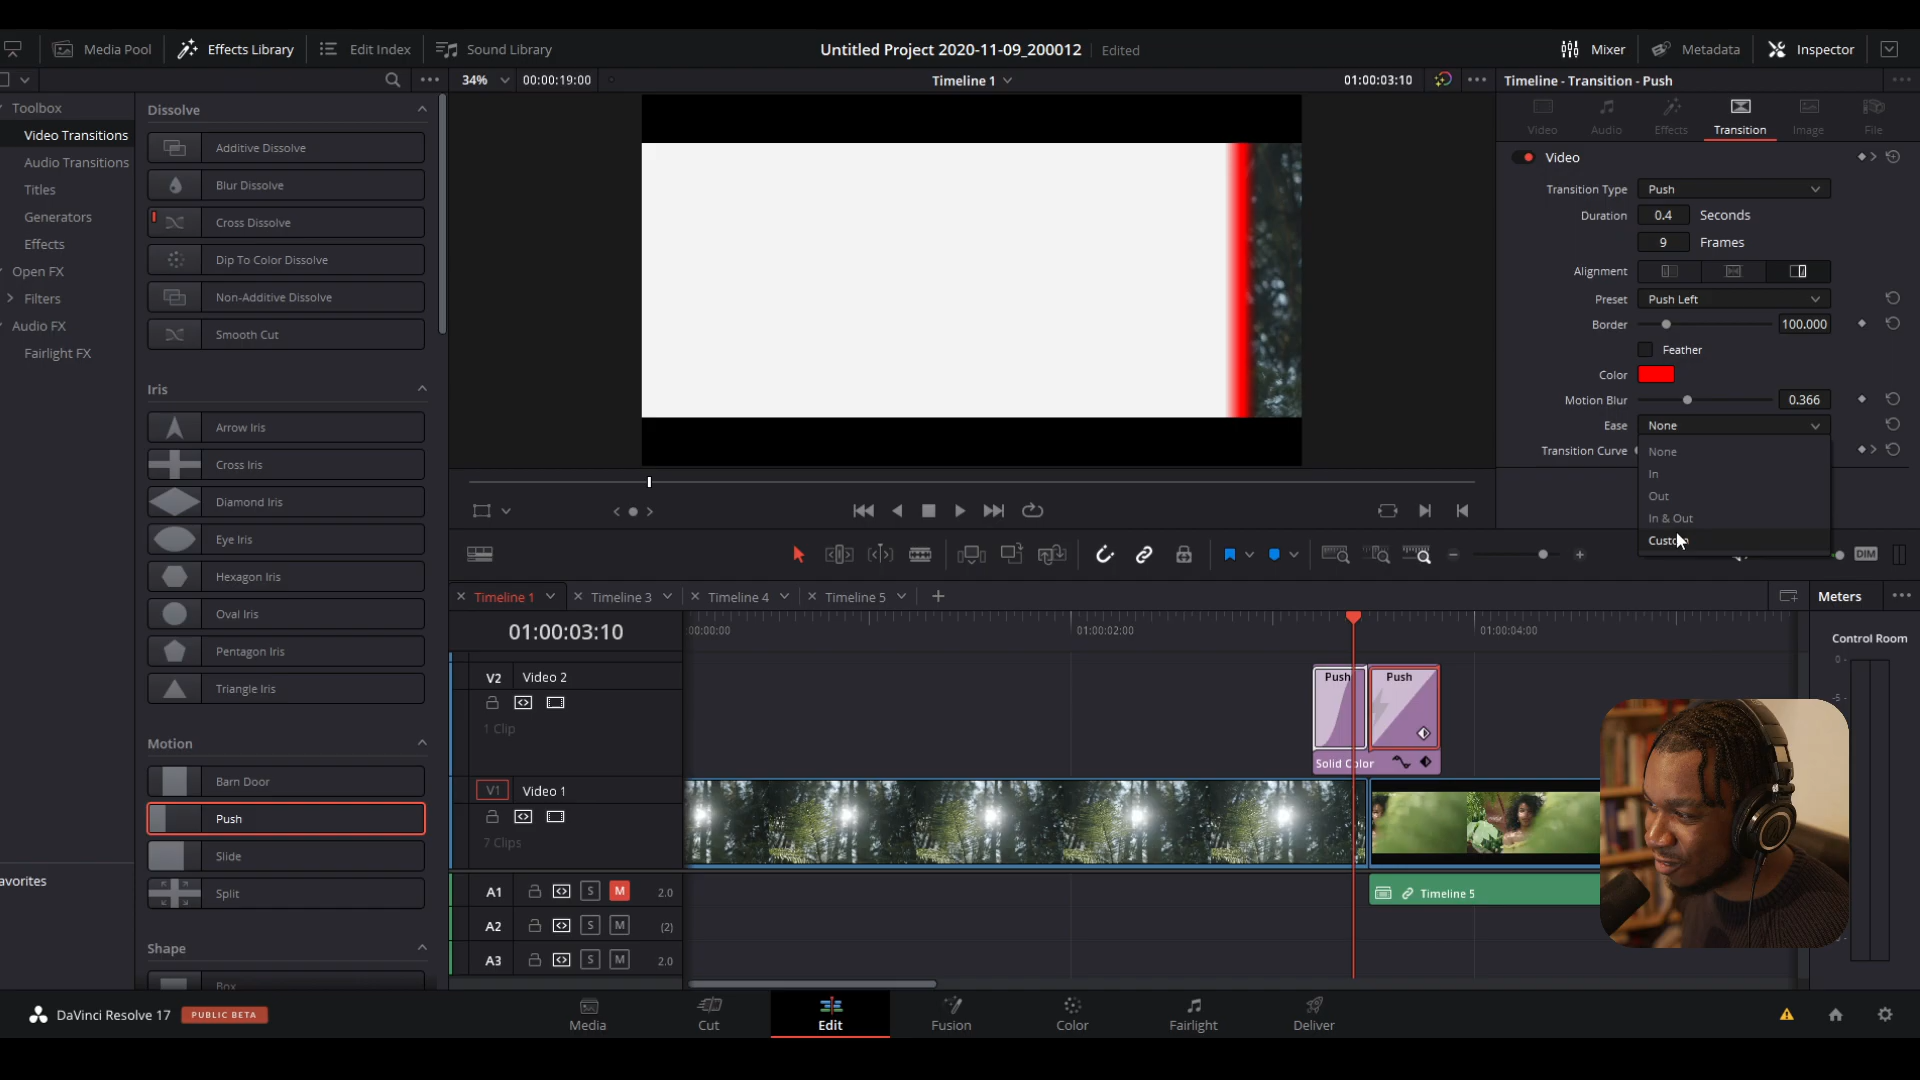 Media Pool
Effects Library
Edit Index
Sound Library
Untitled Project 2020-11-09_200012
Edited
Mixer
Metadata
Inspector
34%
00:00:19:00
Timeline 1
01:00:03:10
Timeline - Transition - Push
Toolbox
Video Transitions
Audio Transitions
Titles
Generators
Effects
Open FX
Filters
Audio FX
Fairlight FX
avorites
Dissolve
Additive Dissolve
Blur Dissolve
Cross Dissolve
Dip To Color Dissolve
Non-Additive Dissolve
Smooth Cut
Iris
Arrow Iris
Cross Iris
Diamond Iris
Eye Iris
Hexagon Iris
Oval Iris
Pentagon Iris
Triangle Iris
Motion
Barn Door
Push
Slide
Split
Shape
Box
Video
Audio
Effects
Transition
Image
File
Video
Transition Type Push
Duration 0.4 Seconds
9 Frames
Alignment
Preset Push Left
Border 100.000
Feather
Color
Motion Blur 0.366
Ease None
Transition Curve
None
In
Out
In & Out
Custom
DIM
Timeline 1
Timeline 3
Timeline 4
Timeline 5
Meters
01:00:03:10
:00:00:00
01:00:02:00
01:00:04:00
Control Room
0 -
-5 -
V2 Video 2
1 Clip
Push
Push
Solid Color
V1 Video 1
7 Clips
A1 S M 2.0
Timeline 5
A2 S M (2)
A3 S M 2.0
DaVinci Resolve 17
PUBLIC BETA
Media
Cut
Edit
Fusion
Color
Fairlight
Deliver